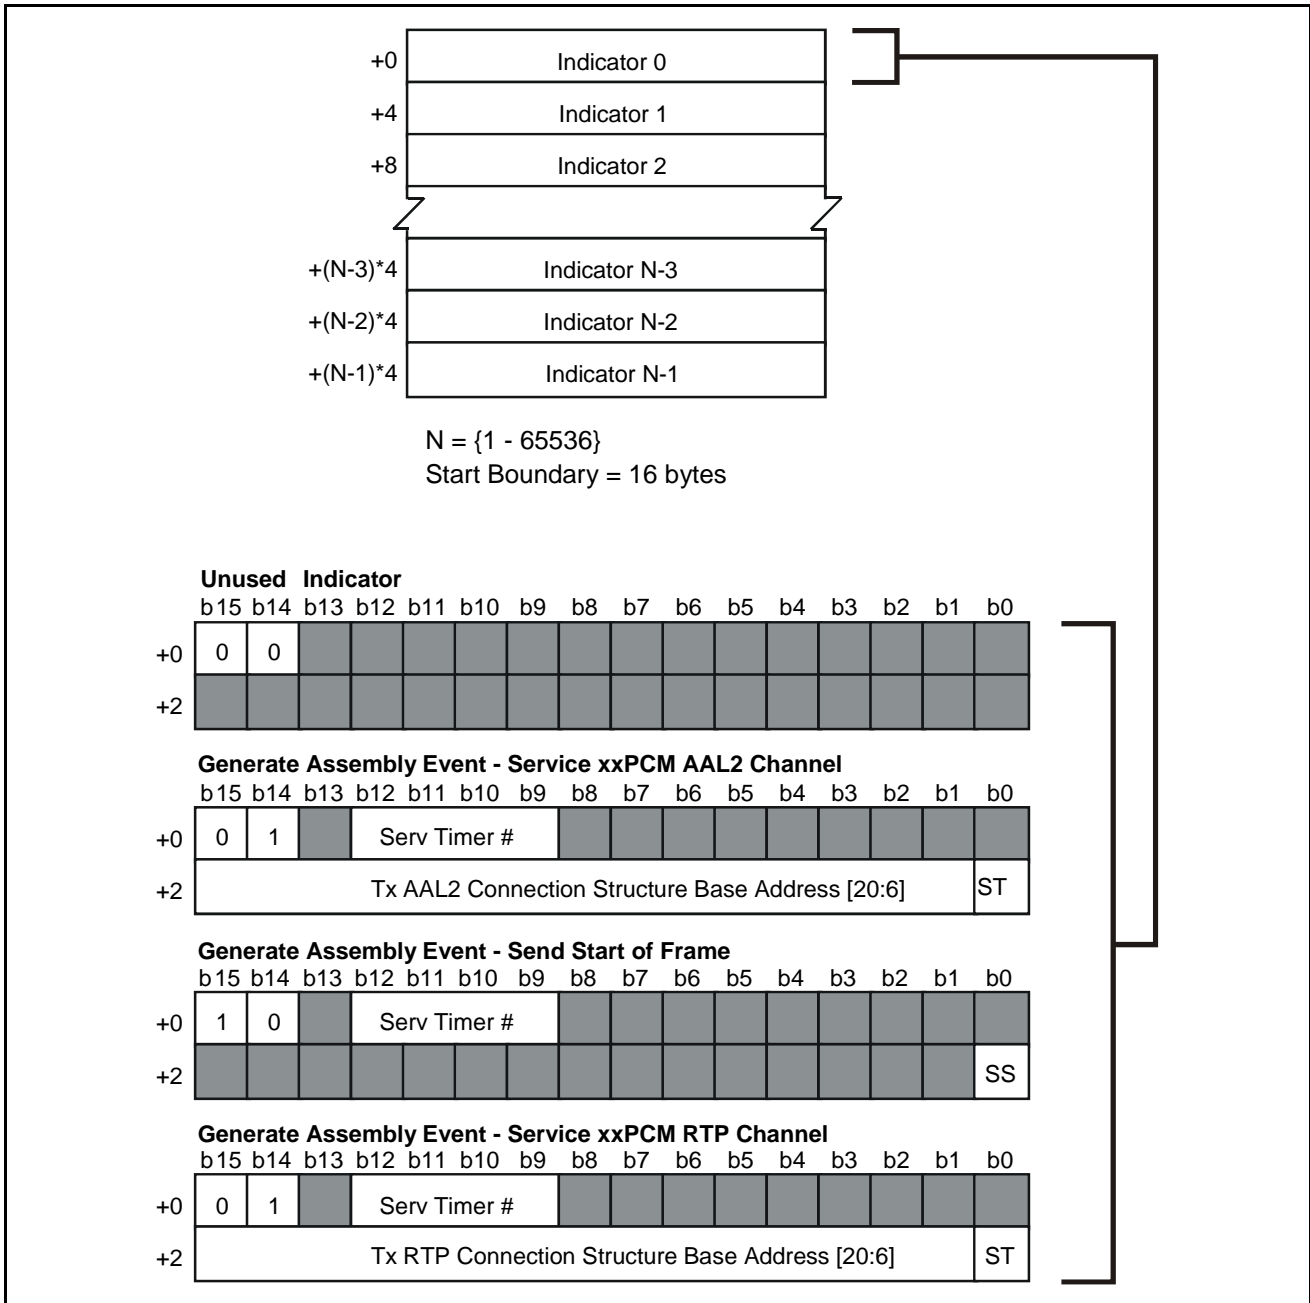 +0 Indicator 0
+4 Indicator 1
+8 Indicator 2
+(N-3)*4 Indicator N-3
+(N-2)*4 Indicator N-2
+(N-1)*4 Indicator N-1
N = {1 - 65536}
Start Boundary = 16 bytes
Unused Indicator
b15 b14 b13 b12 b11 b10 b9 b8 b7 b6 b5 b4 b3 b2 b1 b0
+0 0 0
+2
Generate Assembly Event - Service xxPCM AAL2 Channel
b15 b14 b13 b12 b11 b10 b9 b8 b7 b6 b5 b4 b3 b2 b1 b0
+0 0 1 Serv Timer #
+2 Tx AAL2 Connection Structure Base Address [20:6] ST
Generate Assembly Event - Send Start of Frame
b15 b14 b13 b12 b11 b10 b9 b8 b7 b6 b5 b4 b3 b2 b1 b0
+0 1 0 Serv Timer #
+2 SS
Generate Assembly Event - Service xxPCM RTP Channel
b15 b14 b13 b12 b11 b10 b9 b8 b7 b6 b5 b4 b3 b2 b1 b0
+0 0 1 Serv Timer #
+2 Tx RTP Connection Structure Base Address [20:6] ST